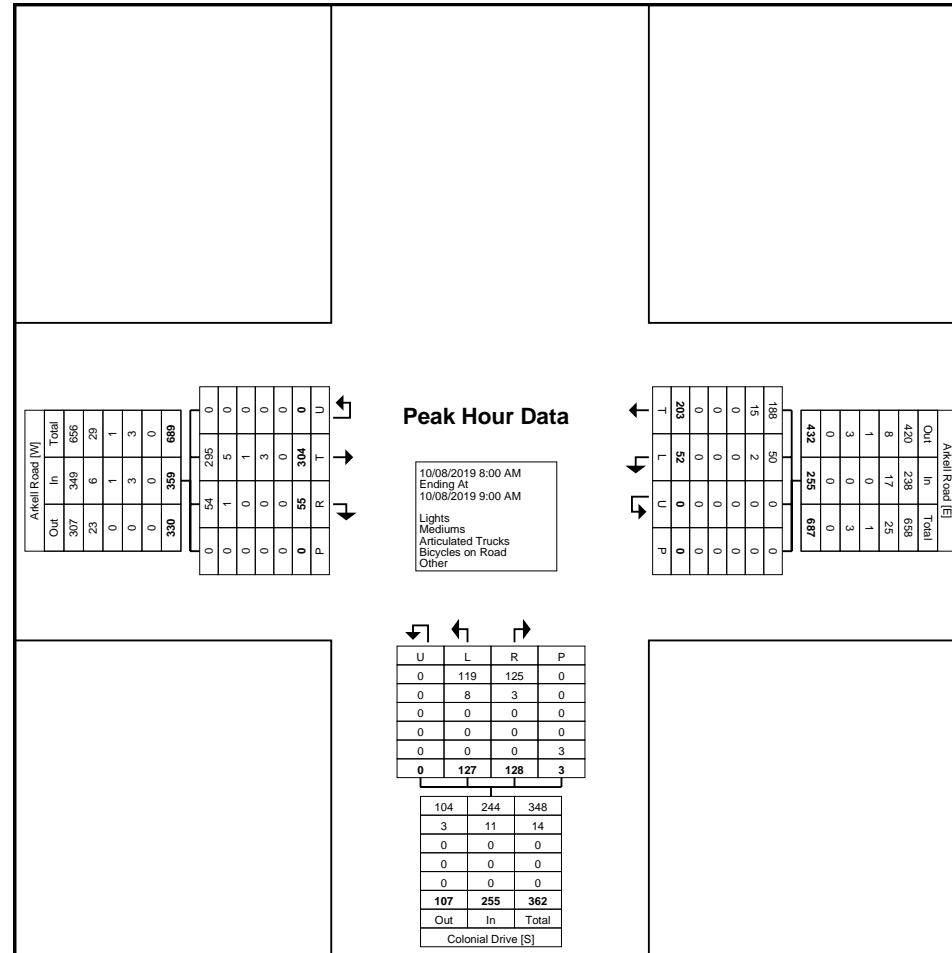 Peak Hour Data
10/08/2019 8:00 AM
Ending At
10/08/2019 9:00 AM
Lights
Mediums
Articulated Trucks
Bicycles on Road
Other
Arkell Road [W]
Total In Out
656 349 307
29 6 23
1 1 0
3 3 0
0 0 0
689 359 330
U T R P
0 295 54 0
0 5 1 0
0 1 0 0
0 3 0 0
0 0 0 0
0 304 55 0
Arkell Road [E]
Out In Total
420 238 658
8 17 25
1 0 1
3 0 3
0 0 0
432 255 687
188 50 0 0
15 2 0 0
0 0 0 0
0 0 0 0
0 0 0 0
203 52 0 0
T L U P
U L R P
0 119 125 0
0 8 3 0
0 0 0 0
0 0 0 0
0 0 0 3
0 127 128 3
104 244 348
3 11 14
0 0 0
0 0 0
0 0 0
107 255 362
Out In Total
Colonial Drive [S]